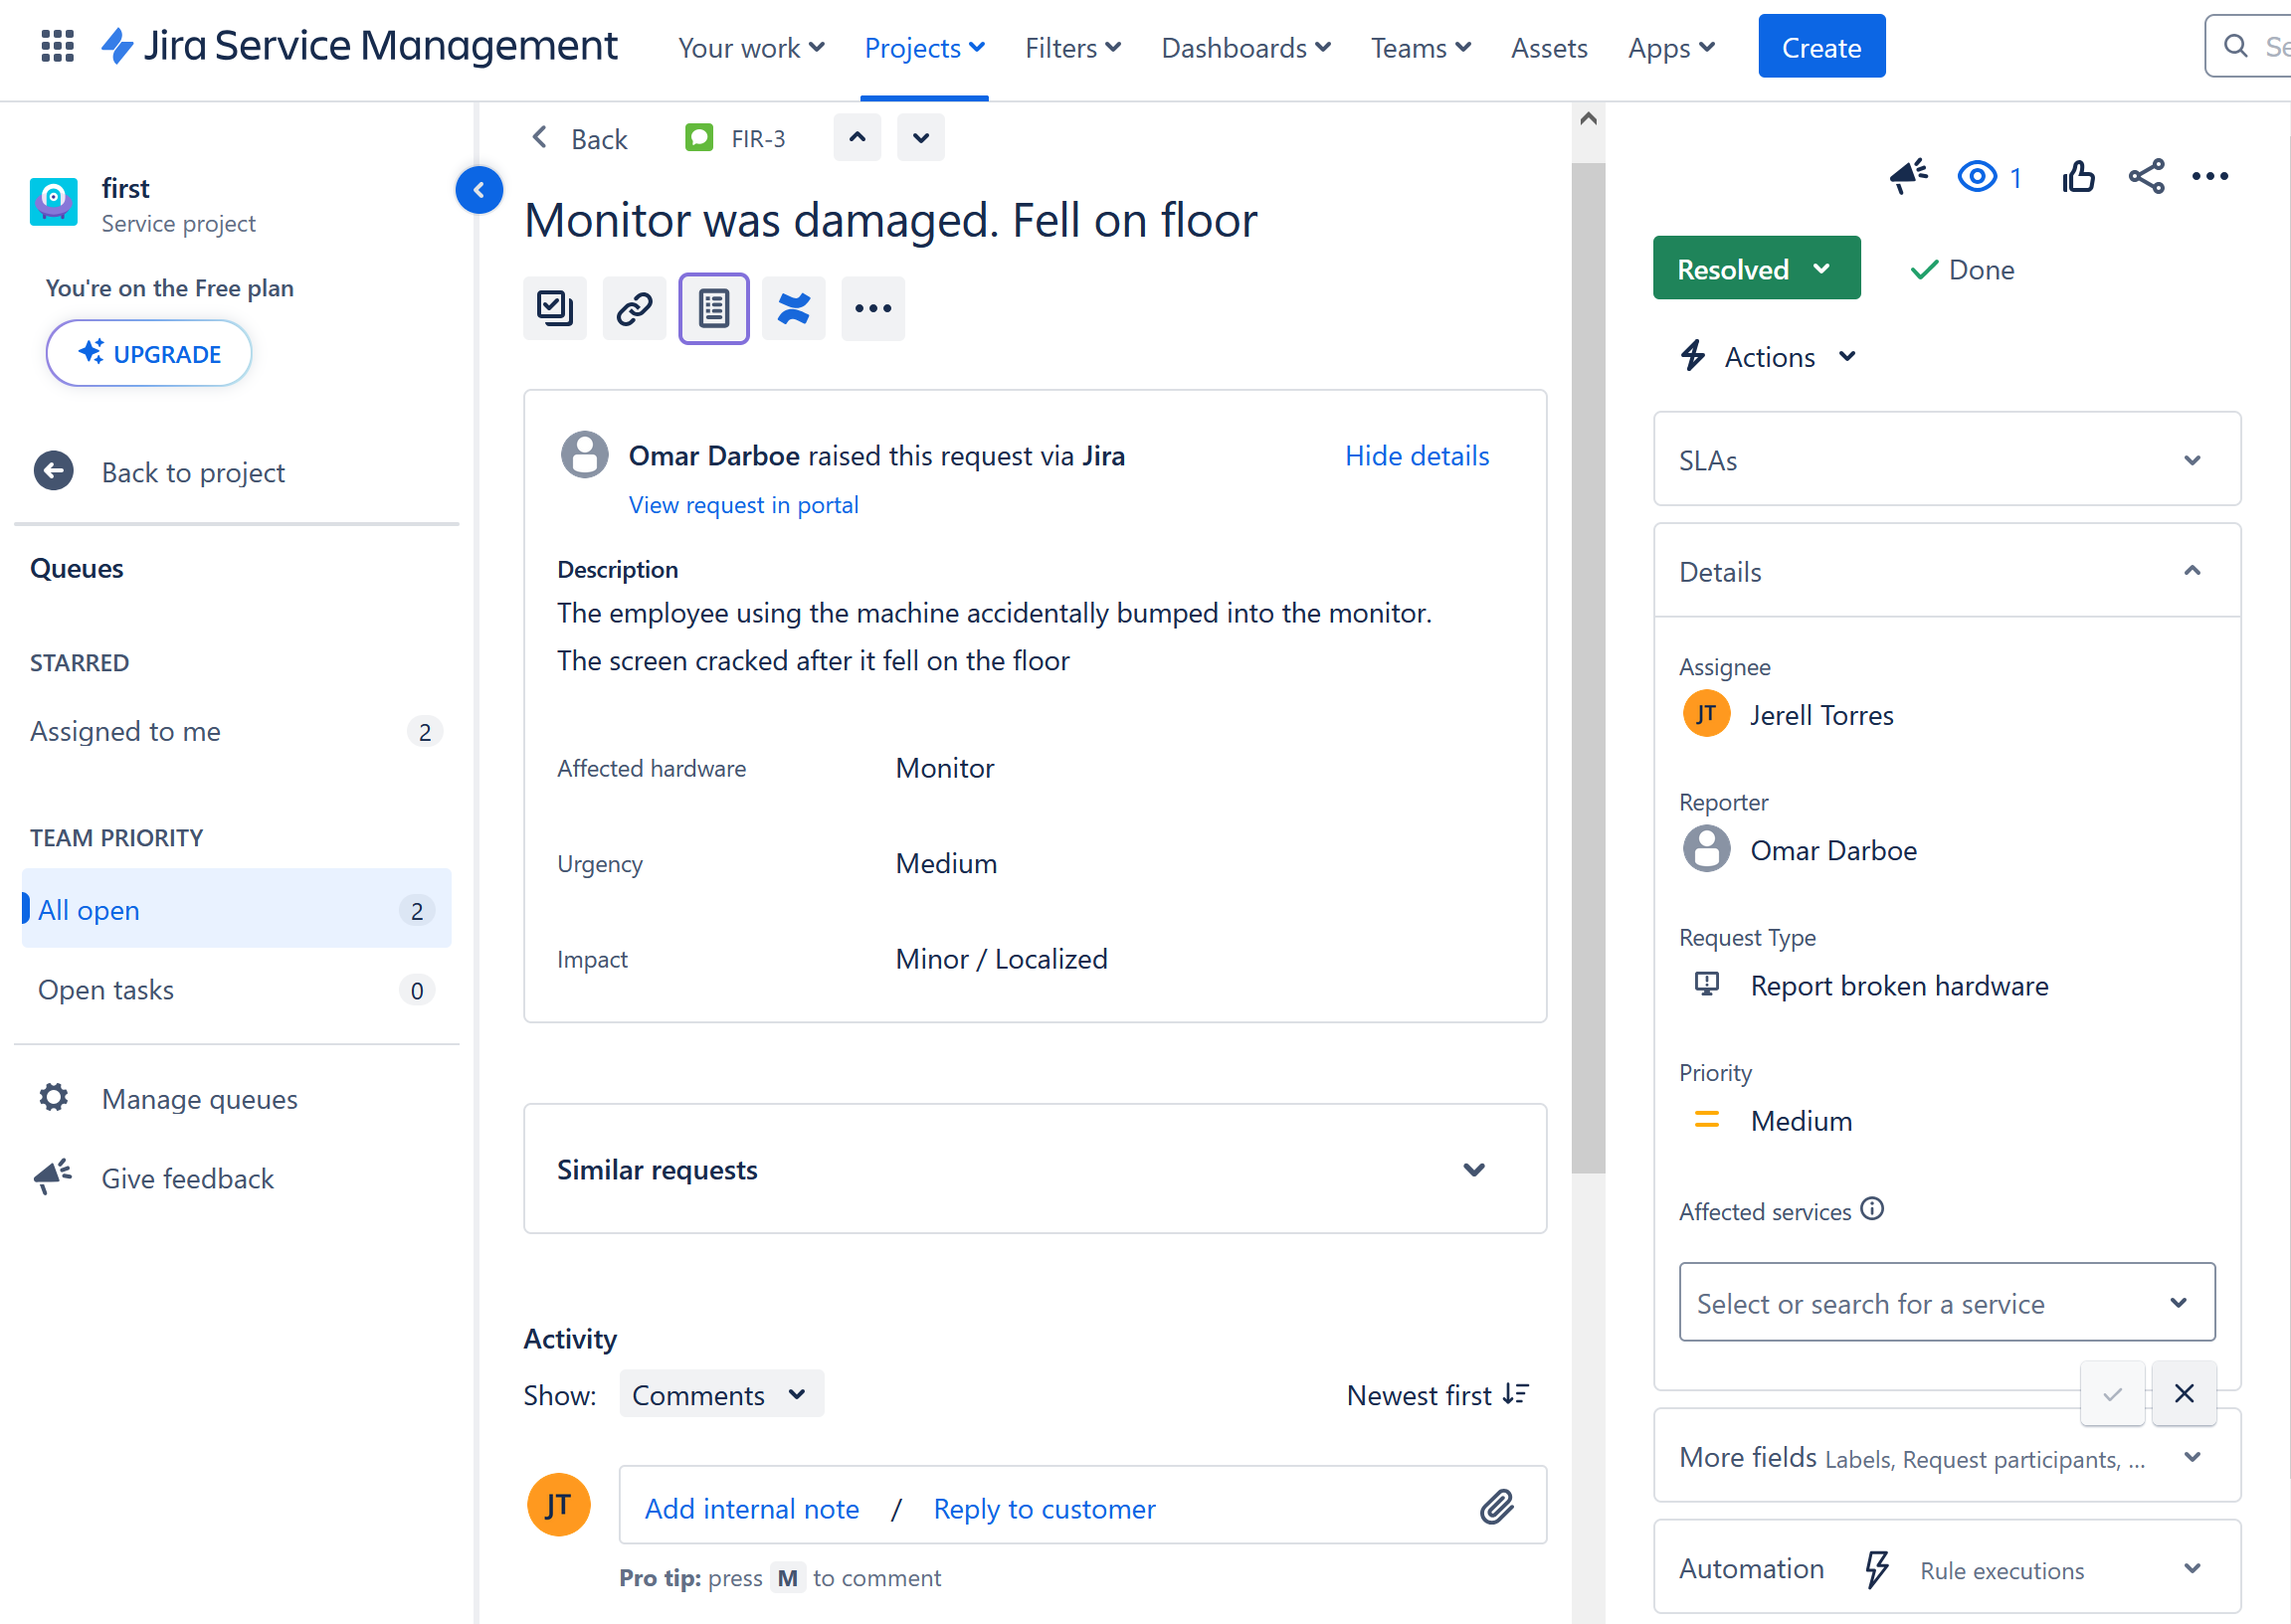 Jira Service Management
Your work
Projects
Filters
Dashboards
Teams
Assets
Apps
Create
first
Service project
You're on the Free plan
UPGRADE
Back to project
Queues
STARRED
Assigned to me 2
TEAM PRIORITY
All open 2
Open tasks 0
Manage queues
Give feedback
Back
FIR-3
Monitor was damaged. Fell on floor
Omar Darboe raised this request via Jira
Hide details
View request in portal
Description
The employee using the machine accidentally bumped into the monitor.
The screen cracked after it fell on the floor
Affected hardware Monitor
Urgency Medium
Impact Minor / Localized
Similar requests
Activity
Show: Comments
Newest first
JT
Add internal note / Reply to customer
Pro tip: press M to comment
1
Resolved
Done
Actions
SLAs
Details
Assignee
JT Jerell Torres
Reporter
Omar Darboe
Request Type
Report broken hardware
Priority
Medium
Affected services
Select or search for a service
More fields Labels, Request participants, ...
Automation Rule executions